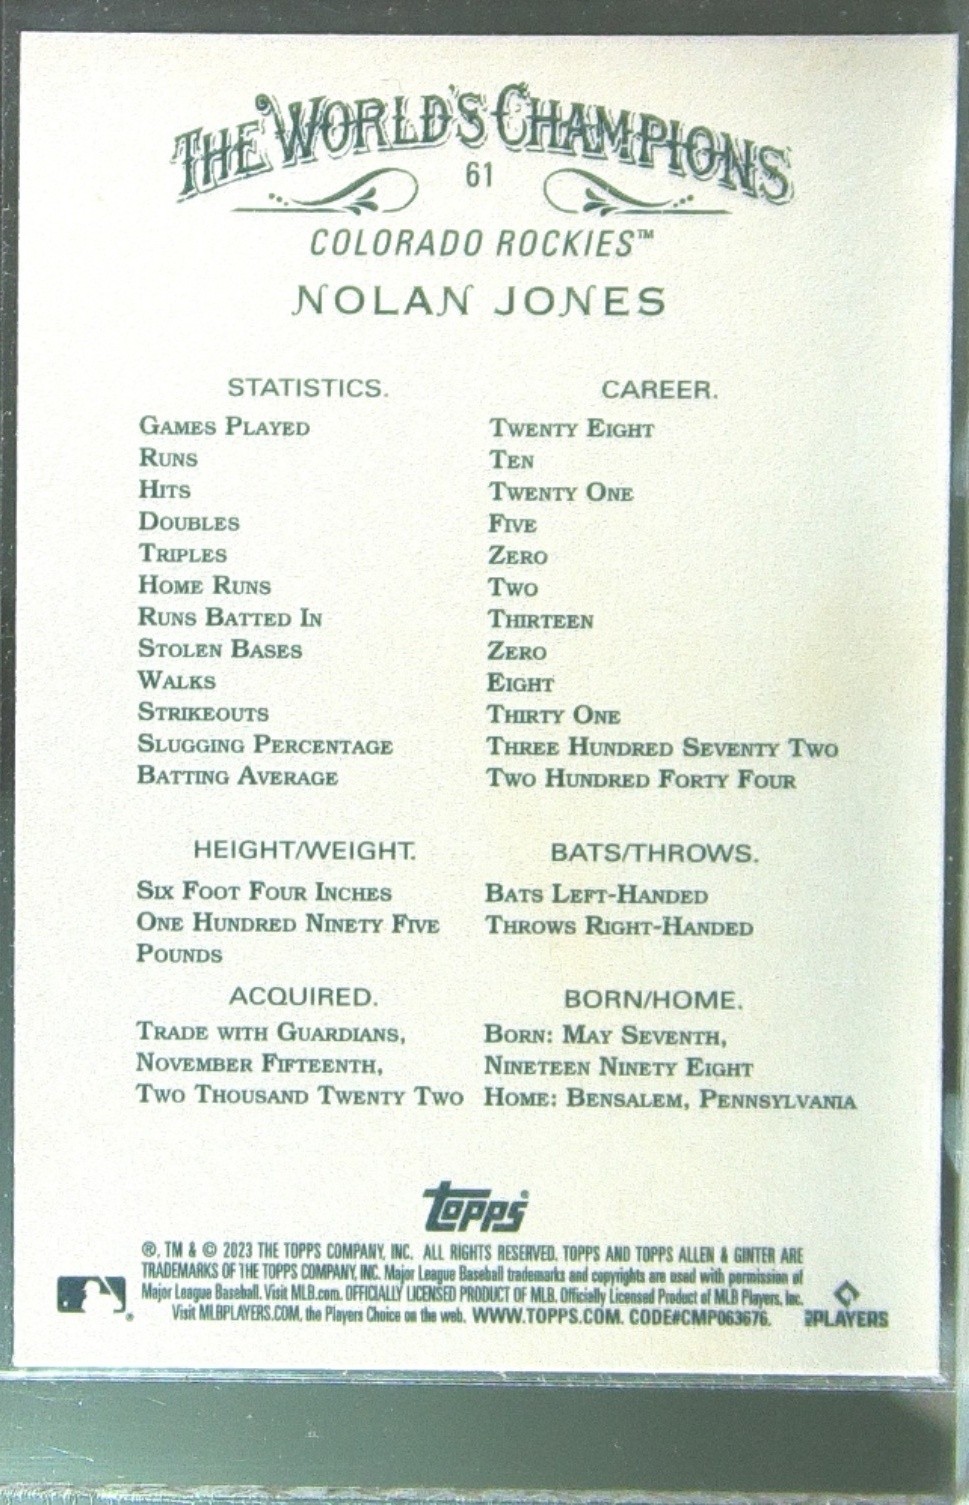 THE WORLD'S CHAMPIONS
61
COLORADO ROCKIES™
NOLAN JONES
STATISTICS. CAREER.
GAMES PLAYED TWENTY EIGHT
RUNS TEN
HITS TWENTY ONE
DOUBLES FIVE
TRIPLES ZERO
HOME RUNS TWO
RUNS BATTED IN THIRTEEN
STOLEN BASES ZERO
WALKS EIGHT
STRIKEOUTS THIRTY ONE
SLUGGING PERCENTAGE THREE HUNDRED SEVENTY TWO
BATTING AVERAGE TWO HUNDRED FORTY FOUR
HEIGHT/WEIGHT.
SIX FOOT FOUR INCHES
ONE HUNDRED NINETY FIVE
POUNDS
BATS/THROWS.
BATS LEFT-HANDED
THROWS RIGHT-HANDED
ACQUIRED.
TRADE WITH GUARDIANS,
NOVEMBER FIFTEENTH,
TWO THOUSAND TWENTY TWO
BORN/HOME.
BORN: MAY SEVENTH,
NINETEEN NINETY EIGHT
HOME: BENSALEM, PENNSYLVANIA
topps®
®, TM & © 2023 THE TOPPS COMPANY, INC. ALL RIGHTS RESERVED. TOPPS AND TOPPS ALLEN & GINTER ARE
TRADEMARKS OF THE TOPPS COMPANY, INC. Major League Baseball trademarks and copyrights are used with permission of
Major League Baseball. Visit MLB.com. OFFICIALLY LICENSED PRODUCT OF MLB. Officially Licensed Product of MLB Players, Inc.
Visit MLBPLAYERS.COM, the Players Choice on the web. WWW.TOPPS.COM. CODE#CMP063676.
PLAYERS